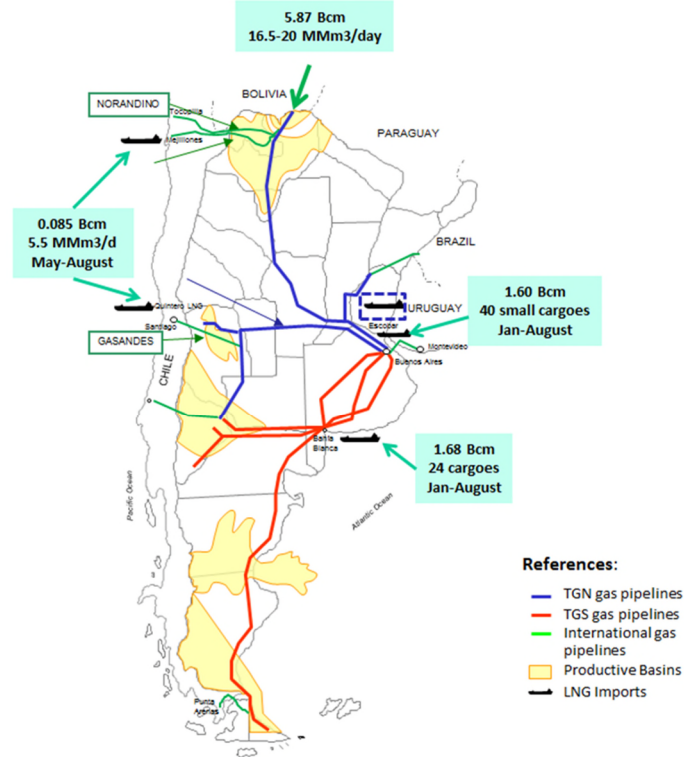 5.87 Bcm
16.5-20 MMm3/day
BOLIVIA
NORANDINO
Tocopilla
Mejillones
PARAGUAY
0.085 Bcm
5.5 MMm3/d
May-August
BRAZIL
1.60 Bcm
40 small cargoes
Jan-August
Quintero LNG
URUGUAY
Santiago
Escobar
Montevideo
GASANDES
Buenos Aires
CHILE
Bahia
Blanca
1.68 Bcm
24 cargoes
Jan-August
Pacific Ocean
Atlantic Ocean
References:
TGN gas pipelines
TGS gas pipelines
International gas
pipelines
Productive Basins
LNG Imports
Punta
Arenas